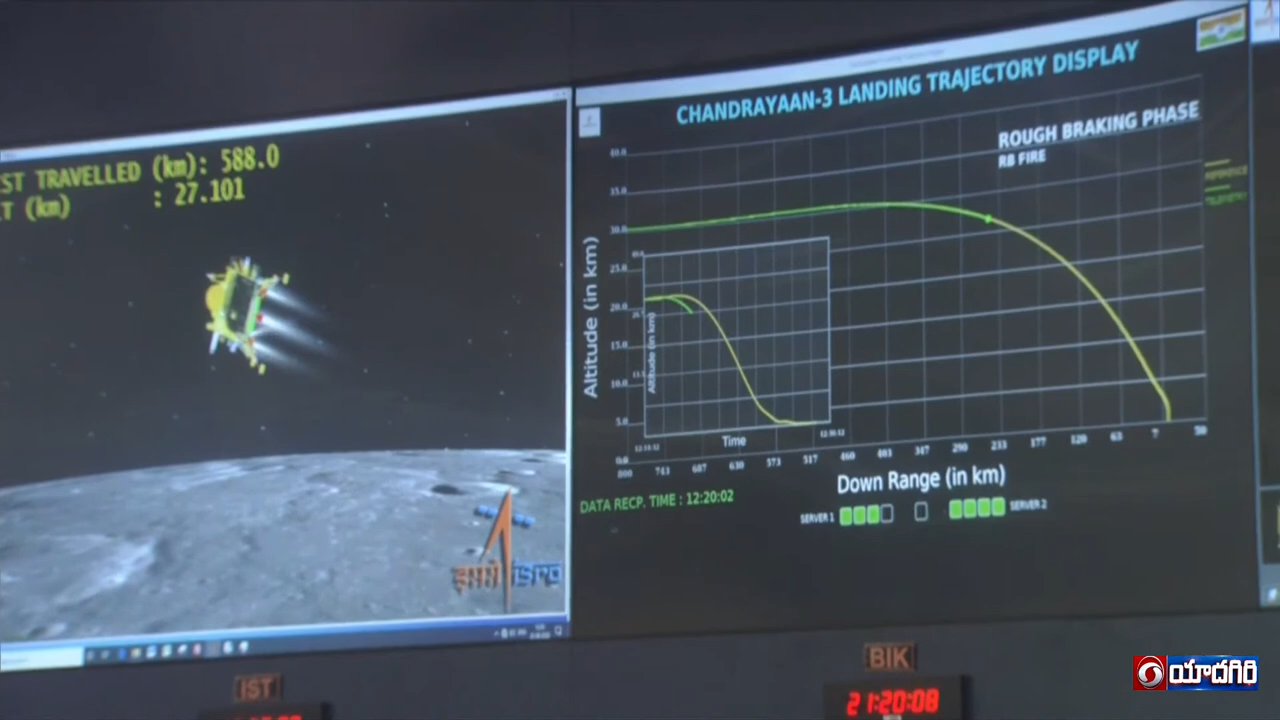 ST TRAVELLED (km): 588.0
T (km) : 27.101
इसरो isro
IST
CHANDRAYAAN-3 LANDING TRAJECTORY DISPLAY
ROUGH BRAKING PHASE
RB FIRE
TELEMETRY
Altitude (in km)
40.0
35.0
30.0
25.0
20.0
15.0
10.0
5.0
0.0
Altitude (in km)
Time
800 743 687 630 573 517 460 403 347 290 233 177 120 63 7 50
Down Range (in km)
DATA RECP. TIME : 12:20:02
SERVER 1 SERVER 2
BIK
21:20:08
యాదగిరి